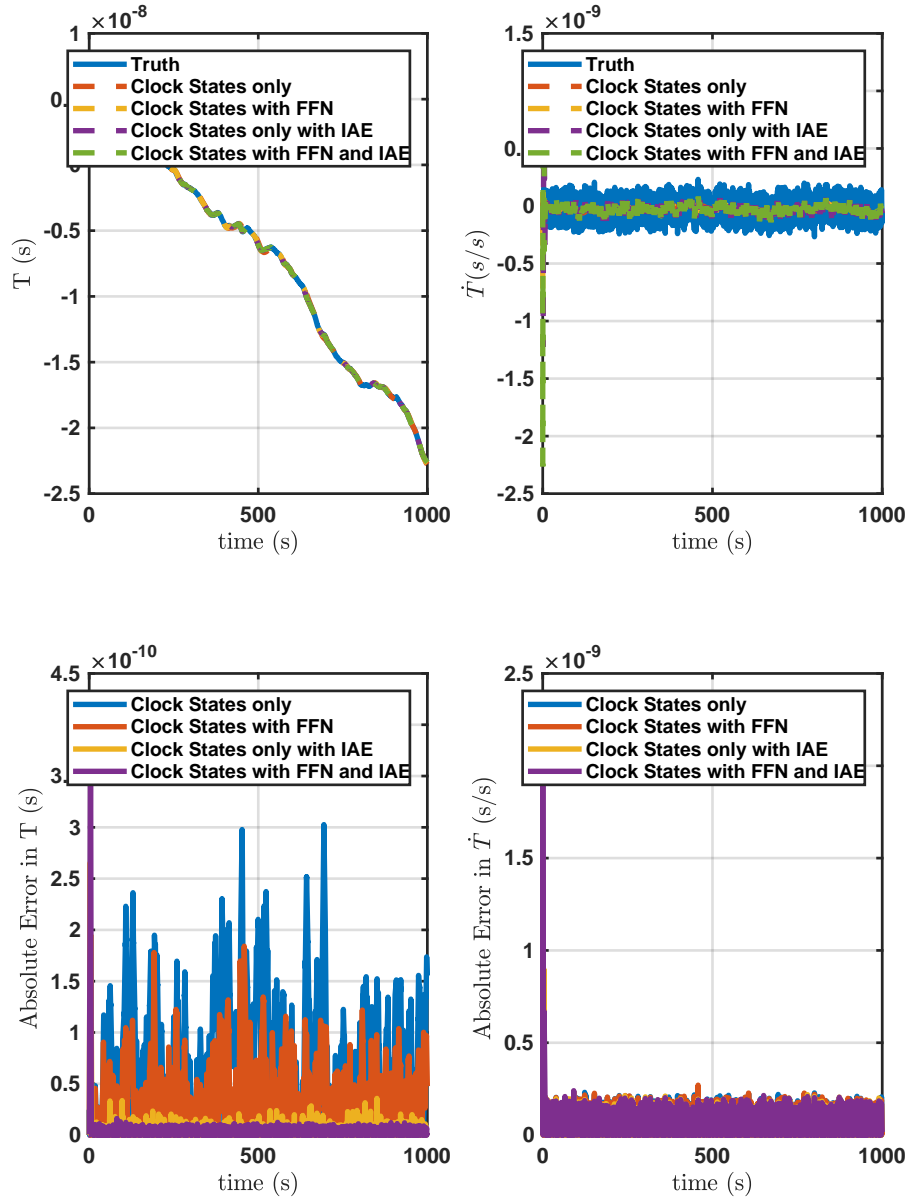 ×10^-8
1
Truth
Clock States only
Clock States with FFN
Clock States only with IAE
Clock States with FFN and IAE
0.
0
-0.5
-1
-1.5
-2
-2.5
T (s)
0
500
1000
time (s)
×10^-9
1.5
Truth
Clock States only
Clock States with FFN
Clock States only with IAE
Clock States with FFN and IAE
0.
0
-0.5
-1
-1.5
-2
-2.5
Ṫ(s/s)
0
500
1000
time (s)
×10^-10
4.5
Clock States only
Clock States with FFN
Clock States only with IAE
Clock States with FFN and IAE
3.
3
2.5
2
1.5
1
0.5
0
Absolute Error in T (s)
0
500
1000
time (s)
×10^-9
2.5
Clock States only
Clock States with FFN
Clock States only with IAE
Clock States with FFN and IAE
1.5
1
0.5
0
Absolute Error in Ṫ (s/s)
0
500
1000
time (s)